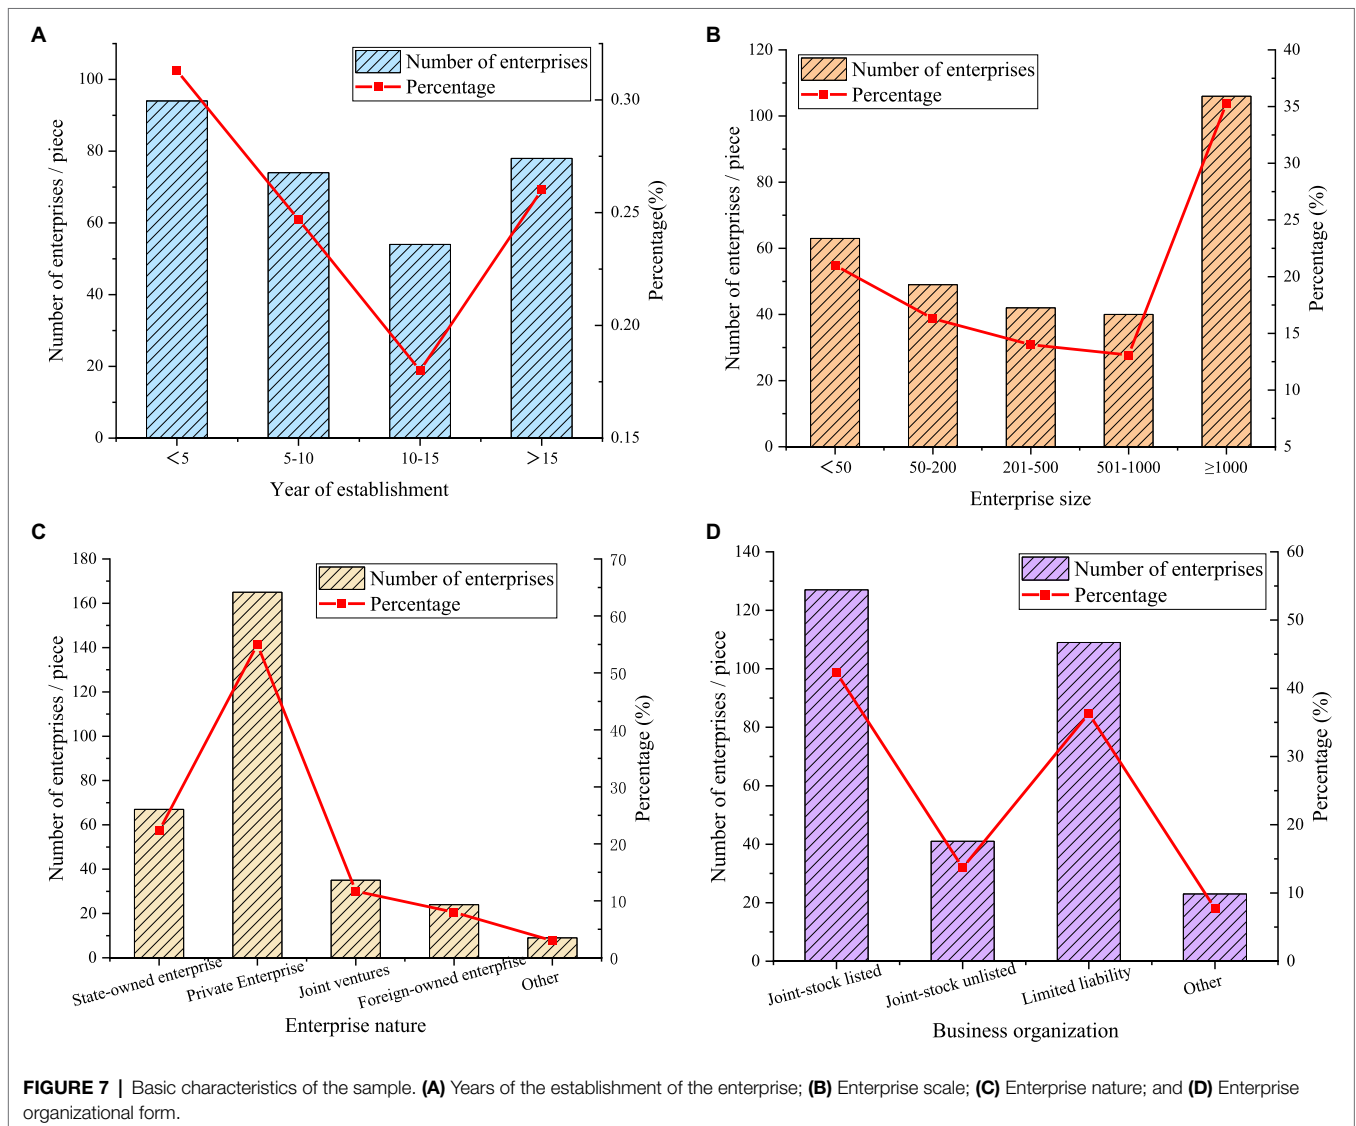 A
Number of enterprises
Percentage
100
80
60
40
20
0
0.30
0.25
0.20
0.15
Number of enterprises / piece
Percentage(%)
<5
5-10
10-15
>15
Year of establishment
B
Number of enterprises
Percentage
120
100
80
60
40
20
0
40
35
30
25
20
15
10
5
Number of enterprises / piece
Percentage (%)
<50
50-200
201-500
501-1000
≥1000
Enterprise size
C
Number of enterprises
Percentage
180
160
140
120
100
80
60
40
20
0
70
60
50
40
30
20
10
0
Number of enterprises / piece
Percentage (%)
State-owned enterprise
Private Enterprise
Joint ventures
Foreign-owned enterprise
Other
Enterprise nature
D
Number of enterprises
Percentage
140
120
100
80
60
40
20
0
60
50
40
30
20
10
0
Number of enterprises / piece
Percentage (%)
Joint-stock listed
Joint-stock unlisted
Limited liability
Other
Business organization
FIGURE 7 | Basic characteristics of the sample. (A) Years of the establishment of the enterprise; (B) Enterprise scale; (C) Enterprise nature; and (D) Enterprise
organizational form.